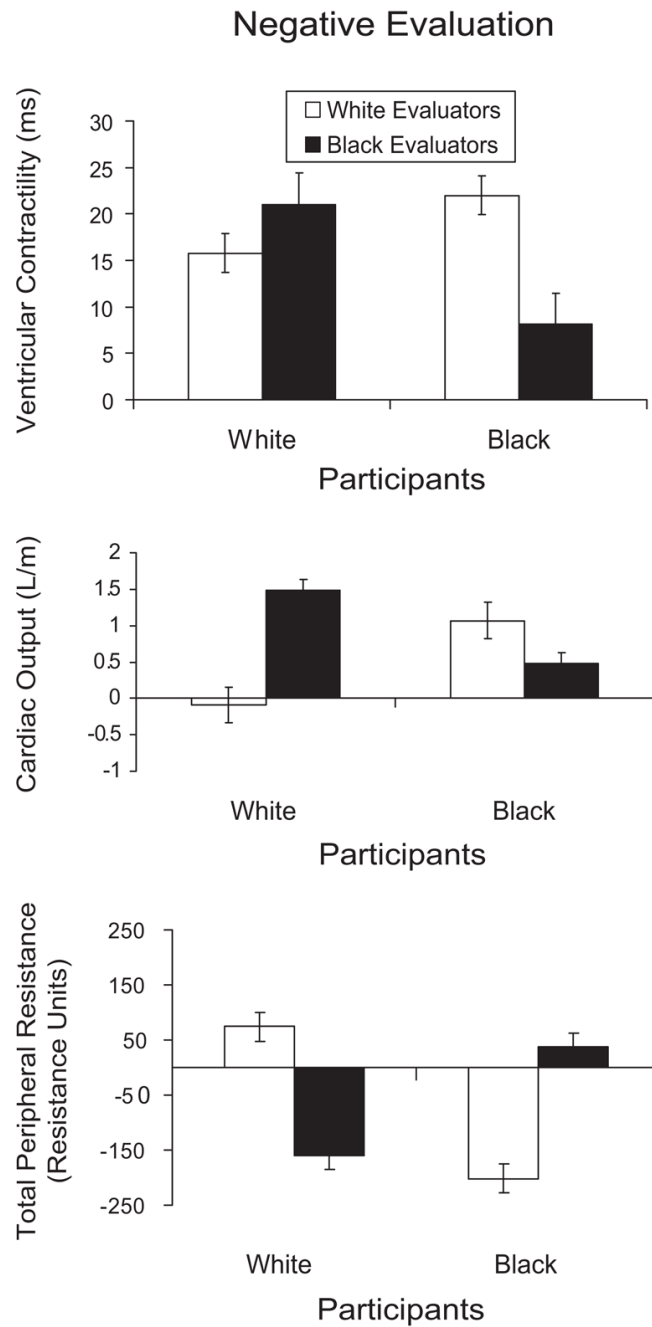 Negative Evaluation
White Evaluators
Black Evaluators
Ventricular Contractility (ms)
30
25
20
15
10
5
0
White
Black
Participants
Cardiac Output (L/m)
2
1.5
1
0.5
0
-0.5
-1
White
Black
Participants
Total Peripheral Resistance
(Resistance Units)
250
150
50
-50
-150
-250
White
Black
Participants